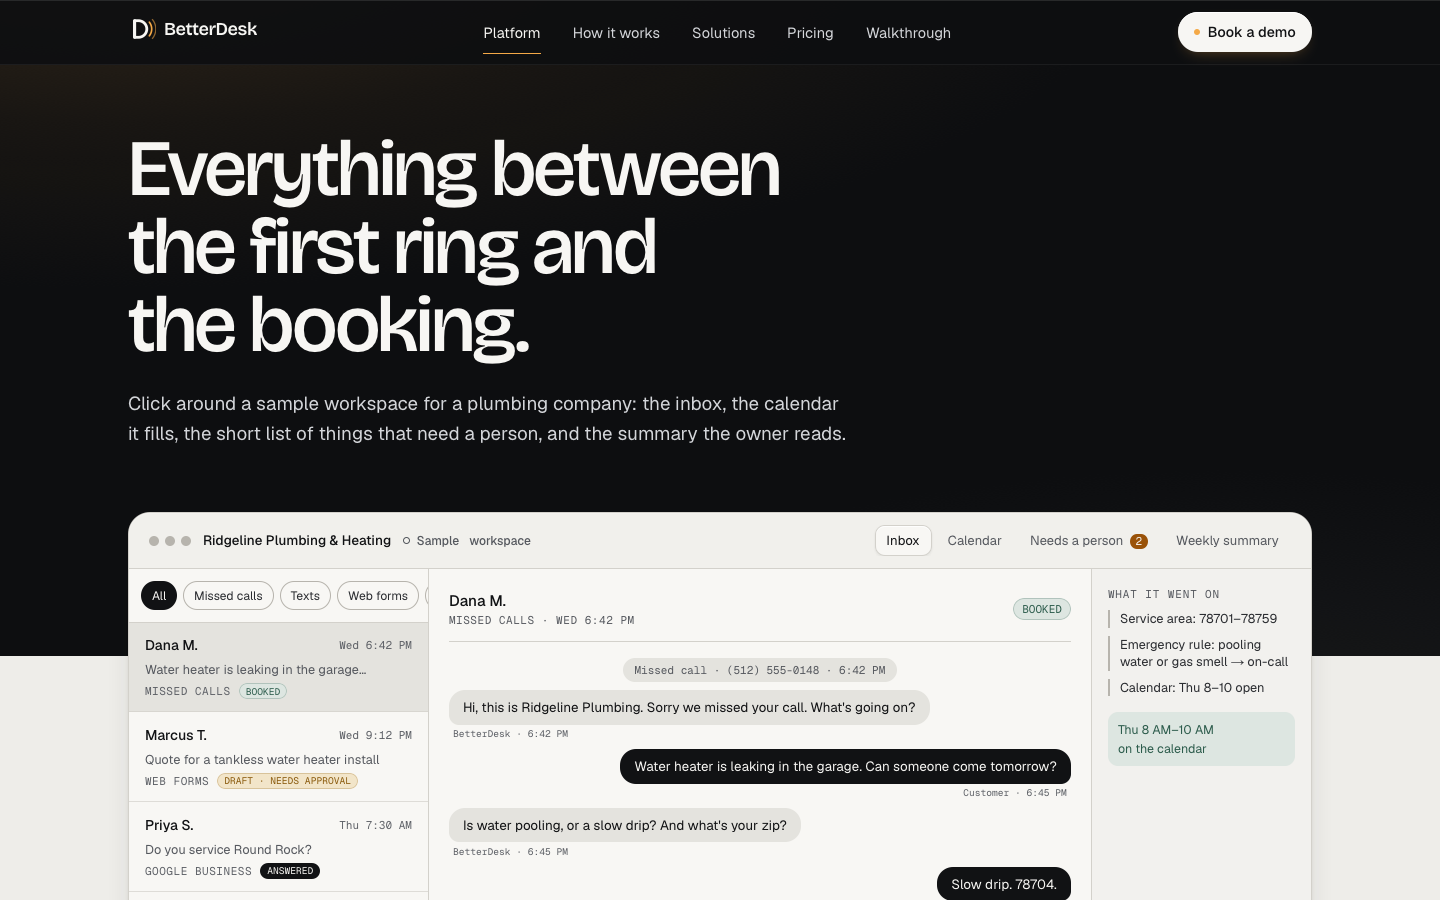 BetterDesk
Platform
How it works
Solutions
Pricing
Walkthrough
Book a demo
Everything between
the first ring and
the booking.
Click around a sample workspace for a plumbing company: the inbox, the calendar
it fills, the short list of things that need a person, and the summary the owner reads.
Ridgeline Plumbing & Heating
Sample workspace
Inbox
Calendar
Needs a person 2
Weekly summary
All
Missed calls
Texts
Web forms
Dana M.
Wed 6:42 PM
Water heater is leaking in the garage…
MISSED CALLS
BOOKED
Marcus T.
Wed 9:12 PM
Quote for a tankless water heater install
WEB FORMS
DRAFT · NEEDS APPROVAL
Priya S.
Thu 7:30 AM
Do you service Round Rock?
GOOGLE BUSINESS
ANSWERED
Dana M.
MISSED CALLS · WED 6:42 PM
BOOKED
Missed call · (512) 555-0148 · 6:42 PM
Hi, this is Ridgeline Plumbing. Sorry we missed your call. What's going on?
BetterDesk · 6:42 PM
Water heater is leaking in the garage. Can someone come tomorrow?
Customer · 6:45 PM
Is water pooling, or a slow drip? And what's your zip?
BetterDesk · 6:45 PM
Slow drip. 78704.
WHAT IT WENT ON
Service area: 78701–78759
Emergency rule: pooling
water or gas smell → on-call
Calendar: Thu 8–10 open
Thu 8 AM–10 AM
on the calendar